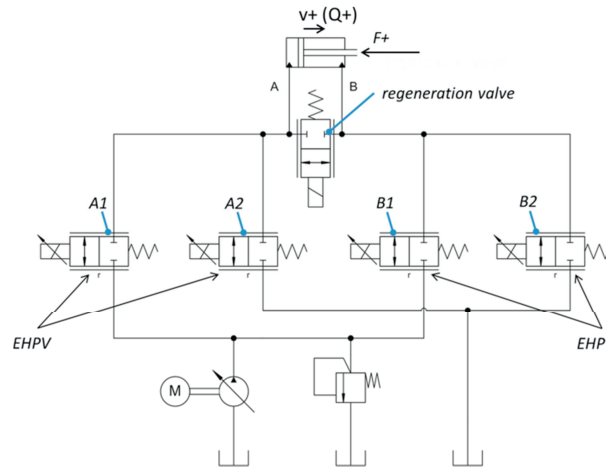 v+ (Q+)
F+
A
B
regeneration valve
A1
A2
B1
B2
r
r
r
r
EHPV
EHP
M